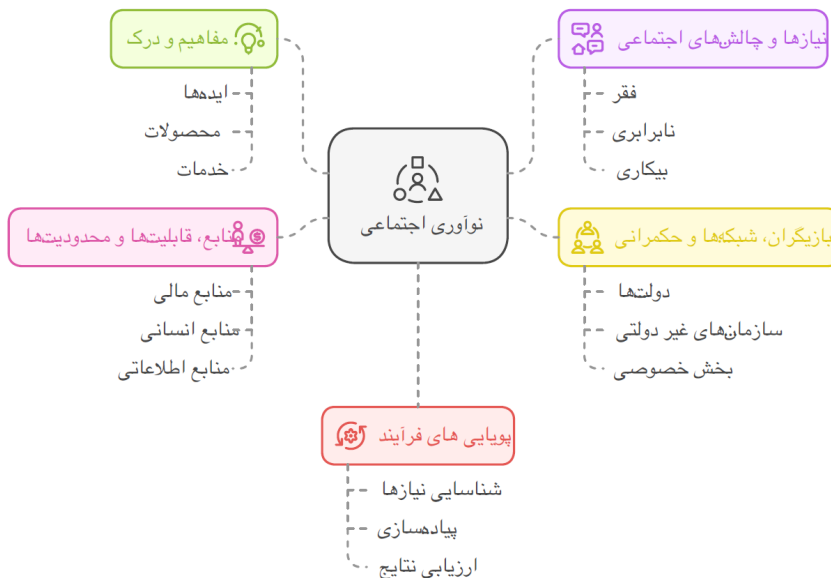 نیازها و چالش‌های اجتماعی
فقر
نابرابری
بیکاری
مفاهیم و درک
ایده‌ها
محصولات
خدمات
نوآوری اجتماعی
بازیگران، شبکه‌ها و حکمرانی
دولت‌ها
سازمان‌های غیر دولتی
بخش خصوصی
منابع، قابلیت‌ها و محدودیت‌ها
منابع مالی
منابع انسانی
منابع اطلاعاتی
پویایی های فرآیند
شناسایی نیازها
پیاده‌سازی
ارزیابی نتایج